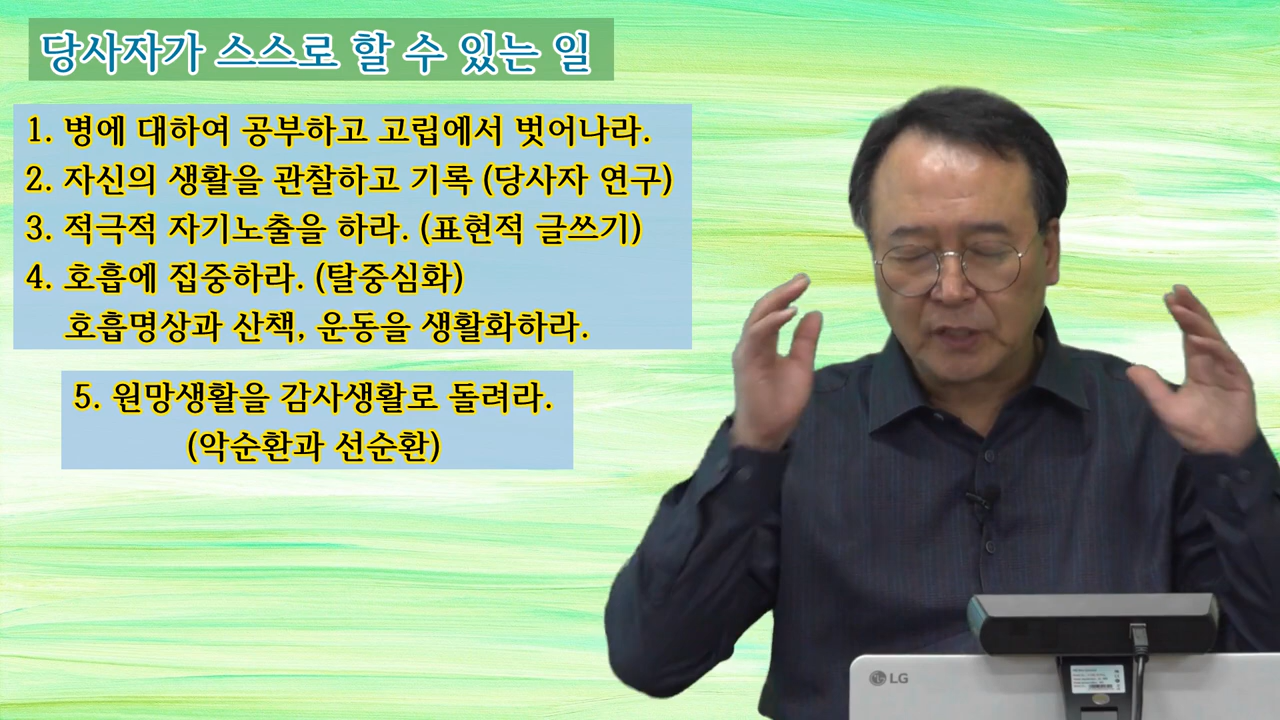 당사자가 스스로 할 수 있는 일
1. 병에 대하여 공부하고 고립에서 벗어나라.
2. 자신의 생활을 관찰하고 기록 (당사자 연구)
3. 적극적 자기노출을 하라. (표현적 글쓰기)
4. 호흡에 집중하라. (탈중심화)
호흡명상과 산책, 운동을 생활화하라.
5. 원망생활을 감사생활로 돌려라.
(악순환과 선순환)
LG